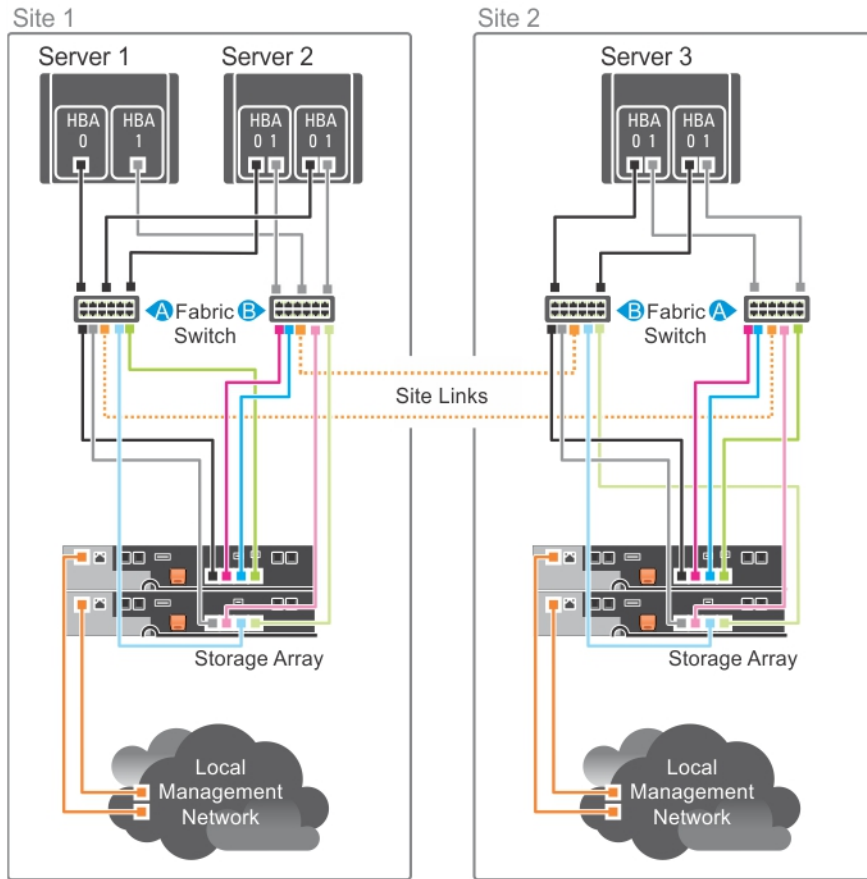 Site 1
Site 2
Server 1
Server 2
Server 3
HBA
0
HBA
1
HBA
0 1
HBA
0 1
HBA
0 1
HBA
0 1
A Fabric B
Switch
B Fabric A
Switch
Site Links
Storage Array
Storage Array
Local
Management
Network
Local
Management
Network